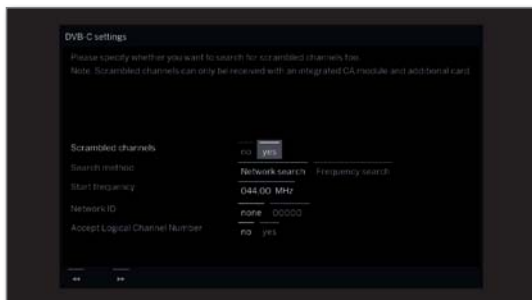 DVB-C settings
Please specify whether you want to search for scrambled channels too.
Note: Scrambled channels can only be received with an integrated CA module and additional card
Scrambled channels no yes
Search method Network search Frequency search
Start frequency 044.00 MHz
Network ID none 00000
Accept Logical Channel Number no yes